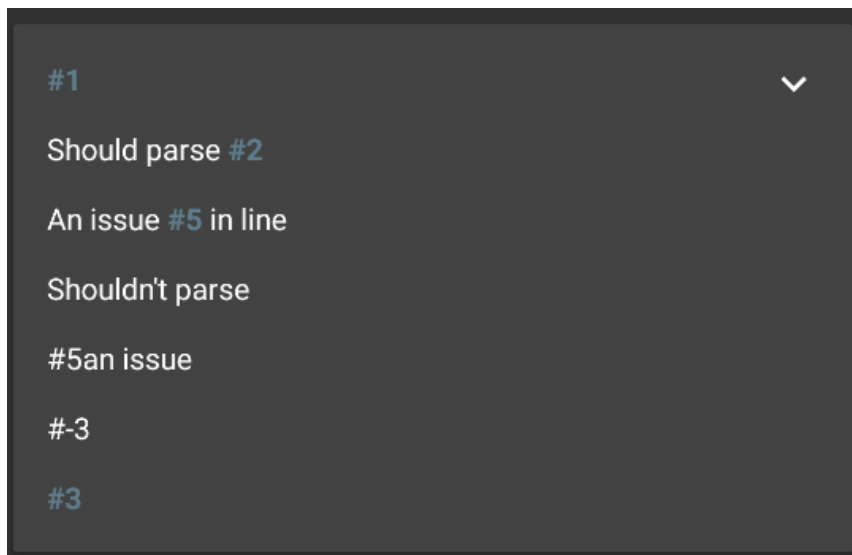 #1
Should parse #2
An issue #5 in line
Shouldn't parse
#5an issue
#-3
#3